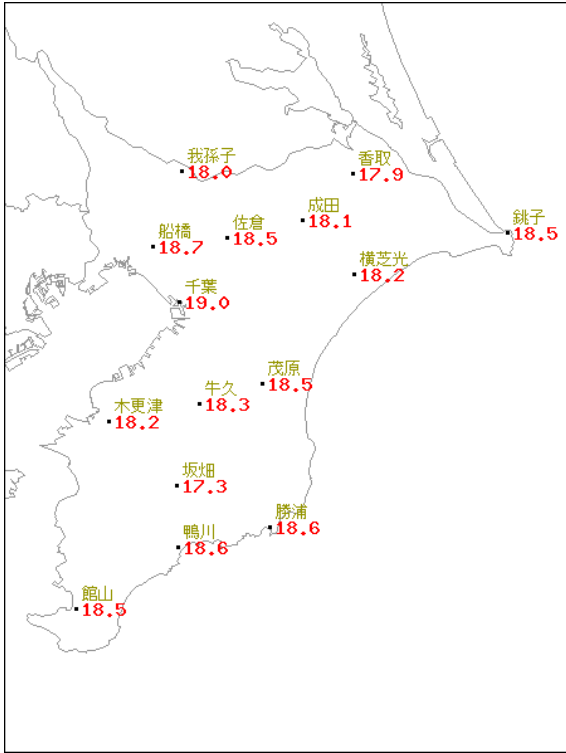 我孫子
18.0
香取
17.9
成田
18.1
佐倉
18.5
船橋
18.7
銚子
18.5
横芝光
18.2
千葉
19.0
茂原
18.5
牛久
18.3
木更津
18.2
坂畑
17.3
勝浦
18.6
鴨川
18.6
館山
18.5